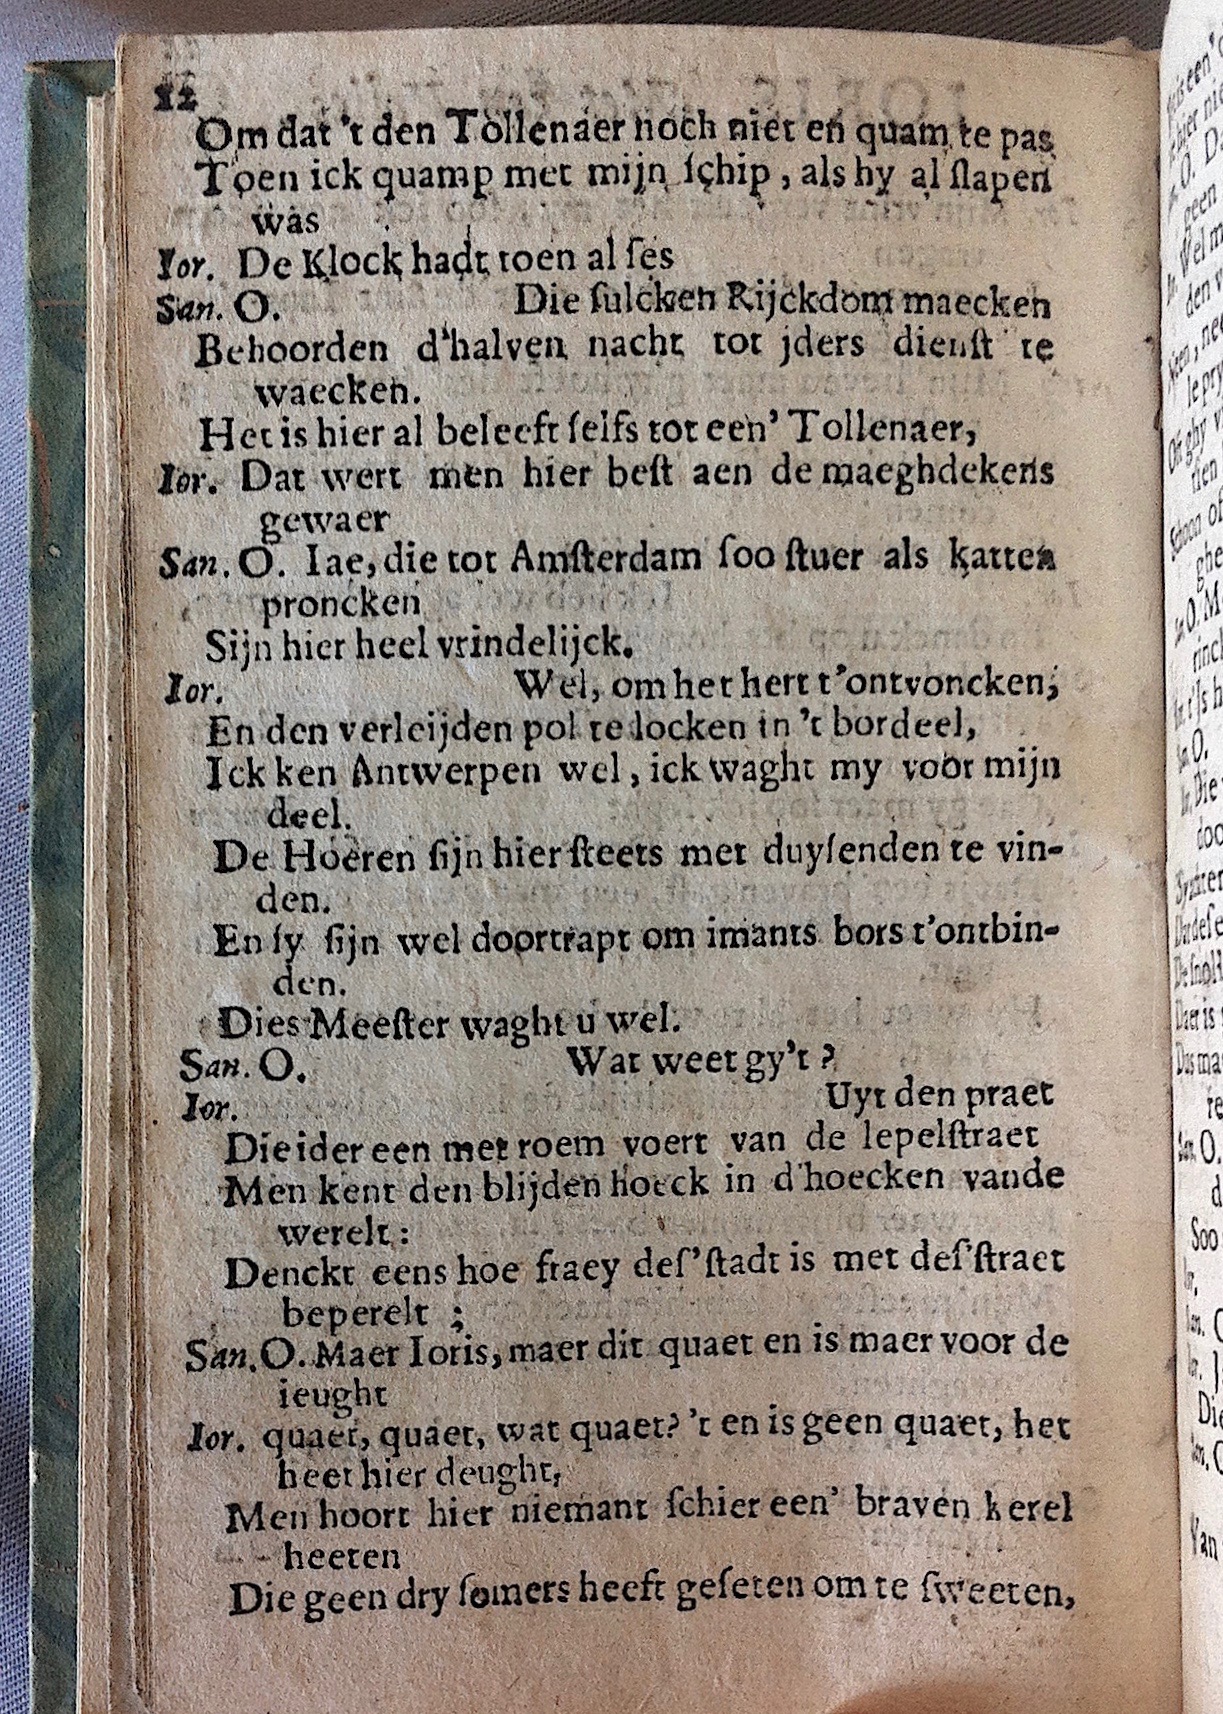 12
Om dat 't den Tollenaer noch niet en quam te pas
Toen ick quamp met mijn ſchip, als hy al ſlapen
was
Ior. De Klock hadt toen al ſes
San. O. Die ſulcken Rijckdom maecken
Behoorden d'halven nacht tot jders dienſt te
waecken.
Het is hier al beleeft ſelfs tot een' Tollenaer,
Ior. Dat wert men hier beſt aen de maeghdekens
gewaer
San. O. Iae, die tot Amſterdam ſoo ſtuer als katten
proncken
Sijn hier heel vrindelijck.
Ior. Wel, om het hert t'ontvoncken;
En den verleijden pol te locken in 't bordeel,
Ick ken Antwerpen wel, ick waght my voor mijn
deel.
De Hoeren ſijn hier ſteets met duyſenden te vin-
den.
En ſy ſijn wel doortrapt om imants bors t'ontbin-
den.
Dies Meeſter waght u wel.
San. O. Wat weet gy't?
Ior. Uyt den praet
Die ider een met roem voert van de lepelſtraet
Men kent den blijden hoeck in d'hoecken vande
werelt:
Denckt eens hoe fraey deſ'ſtadt is met deſ'ſtraet
beperelt;
San. O. Maer Ioris, maer dit quaet en is maer voor de
ieught
Ior. quaet, quaet, wat quaet? 't en is geen quaet, het
heet hier deught,
Men hoort hier niemant ſchier een' braven kerel
heeten
Die geen dry ſomers heeft geſeten om te ſweeten,